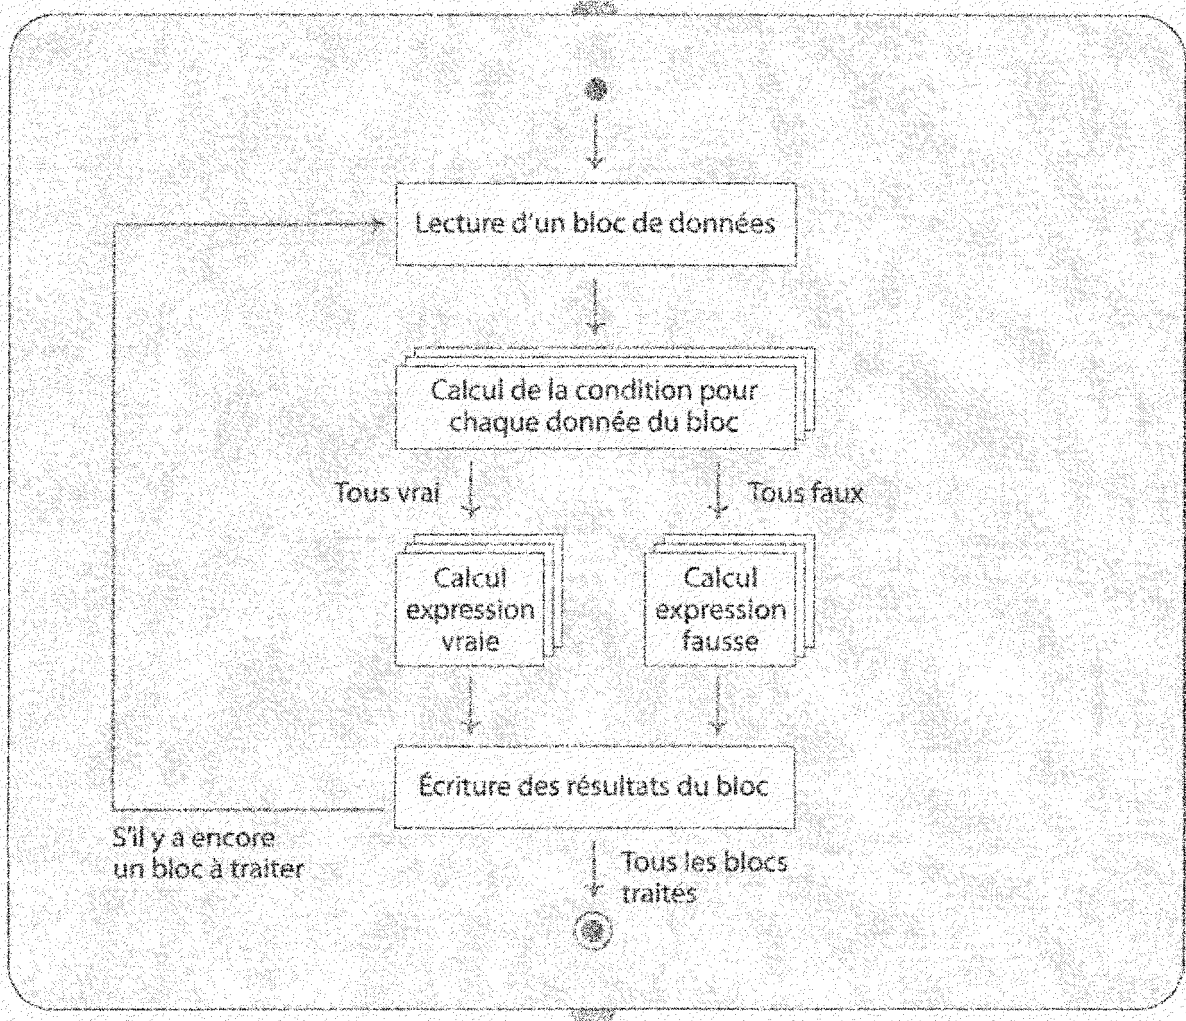 Lecture d'un bloc de données
Calcul de la condition pour
chaque donnée du bloc
Tous vrai
Tous faux
Calcul
expression
vraie
Calcul
expression
fausse
Écriture des résultats du bloc
S'il y a encore
un bloc à traiter
Tous les blocs
traités